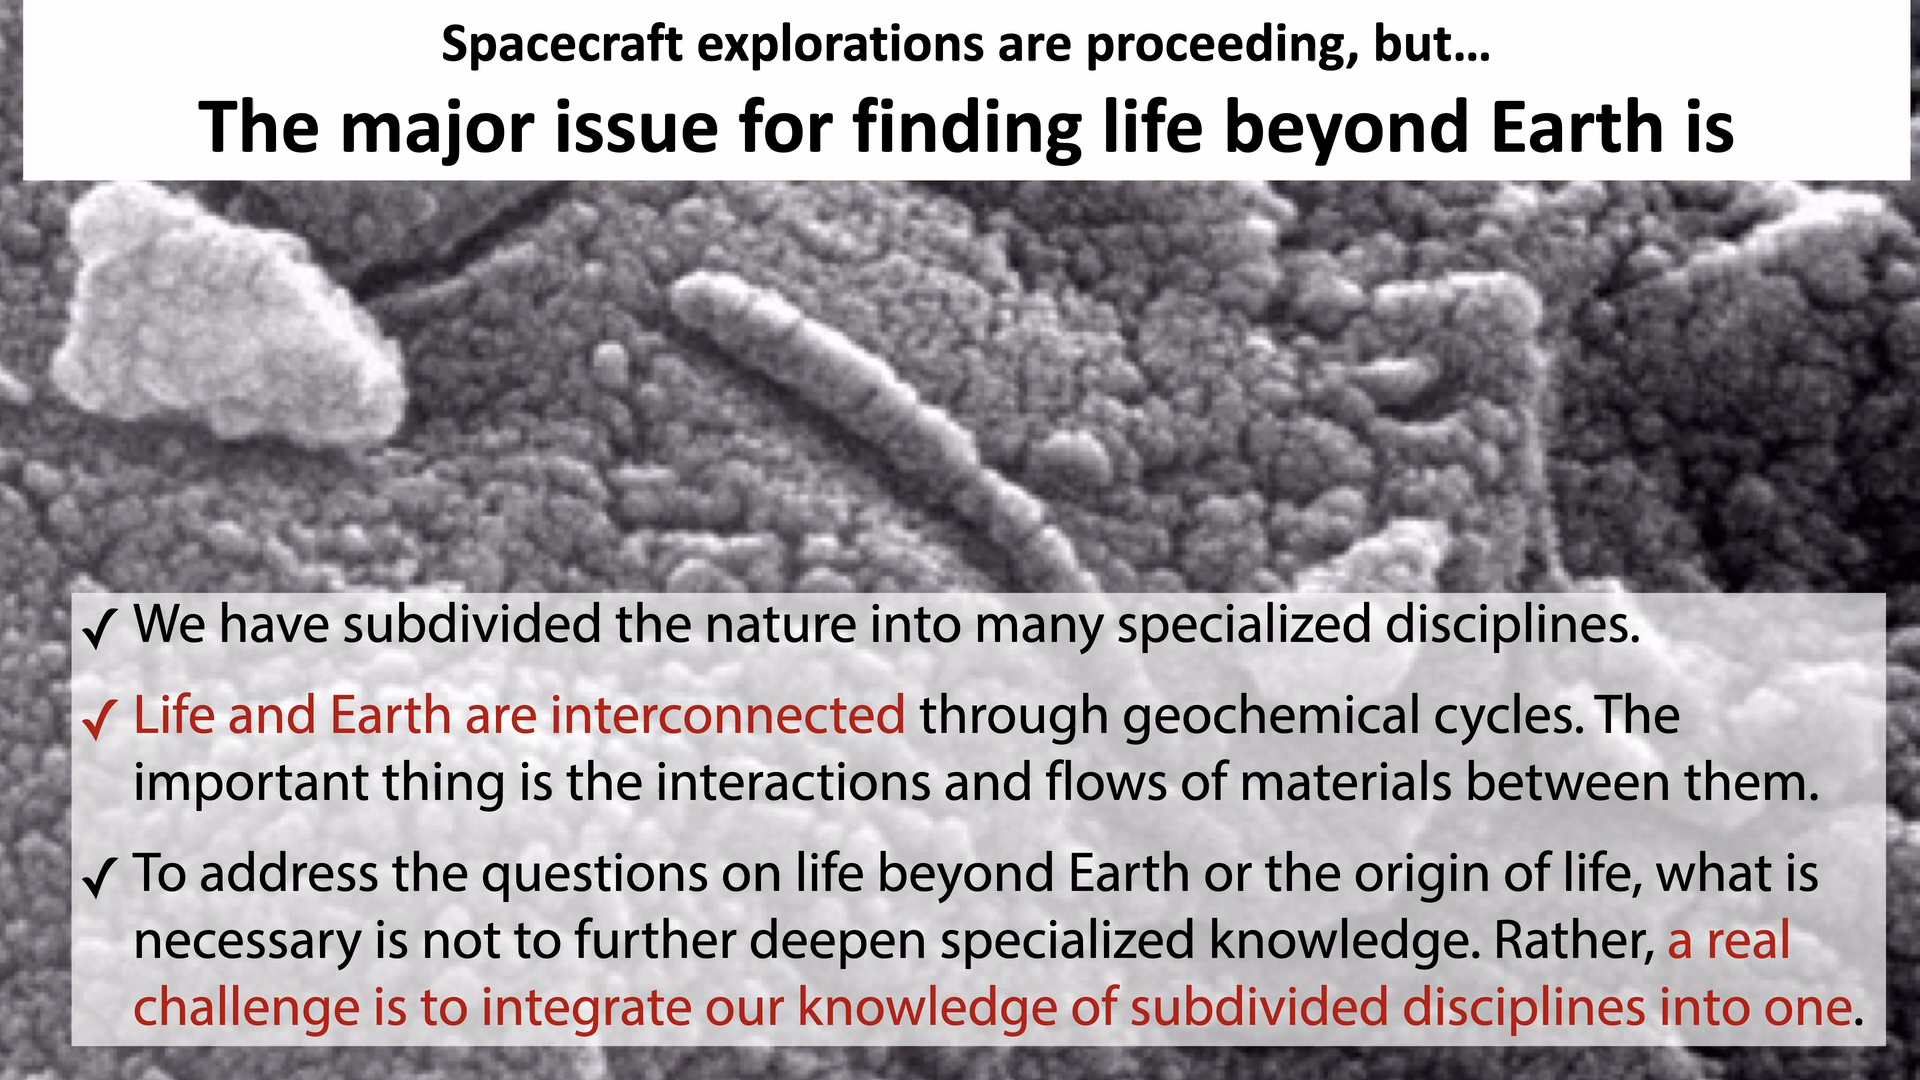 Spacecraft explorations are proceeding, but...
The major issue for finding life beyond Earth is
✓ We have subdivided the nature into many specialized disciplines.
✓ Life and Earth are interconnected through geochemical cycles. The
important thing is the interactions and flows of materials between them.
✓ To address the questions on life beyond Earth or the origin of life, what is
necessary is not to further deepen specialized knowledge. Rather, a real
challenge is to integrate our knowledge of subdivided disciplines into one.